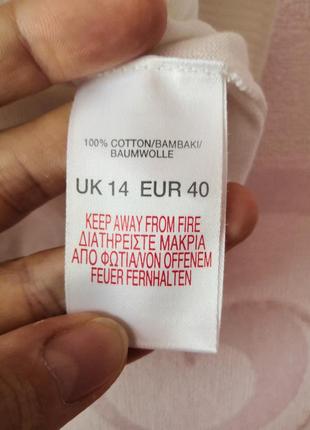 100% COTTON/BAMBAKI/
BAUMWOLLE
UK 14 EUR 40
KEEP AWAY FROM FIRE
ΔΙΑΤΗΡΕΙΣΤΕ ΜΑΚΡΙΑ
ΑΠΟ ΦΩΤΙΑ/VON OFFENEM
FEUER FERNHALTEN